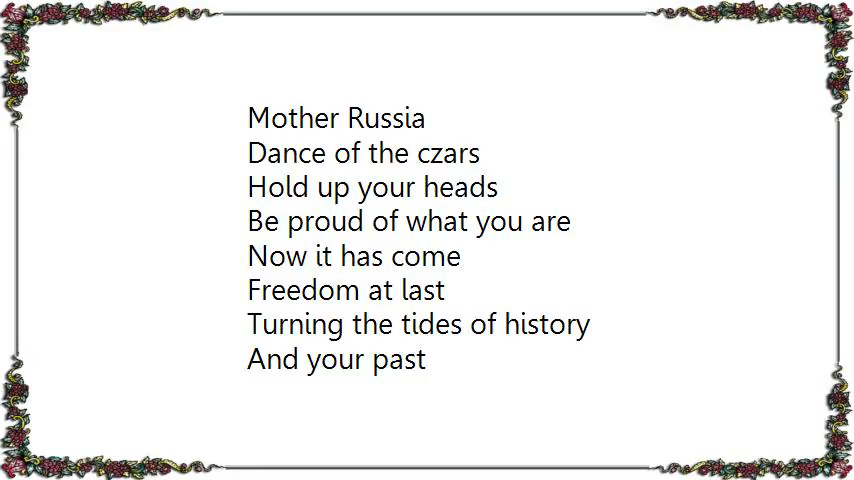 Mother Russia
Dance of the czars
Hold up your heads
Be proud of what you are
Now it has come
Freedom at last
Turning the tides of history
And your past